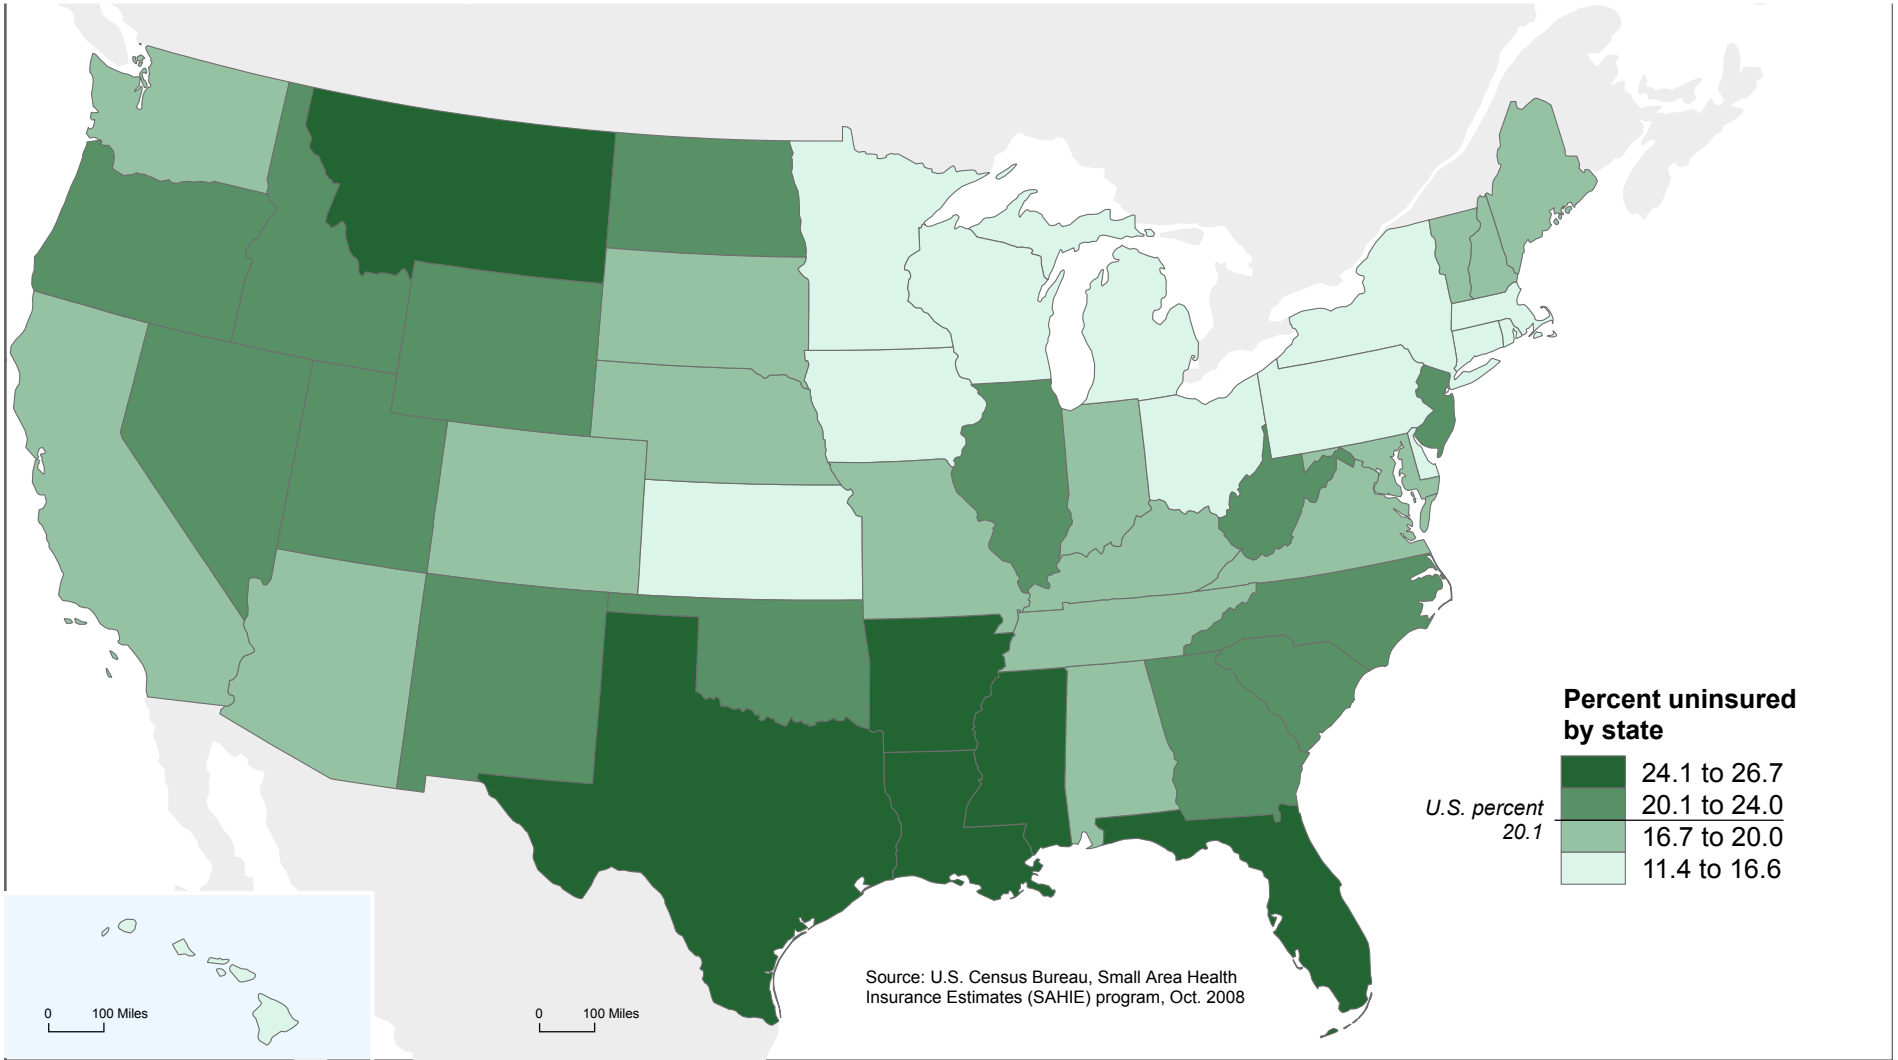 Percent uninsured
by state
24.1 to 26.7
20.1 to 24.0
U.S. percent
20.1
16.7 to 20.0
11.4 to 16.6
Source: U.S. Census Bureau, Small Area Health
Insurance Estimates (SAHIE) program, Oct. 2008
0 100 Miles
0 100 Miles